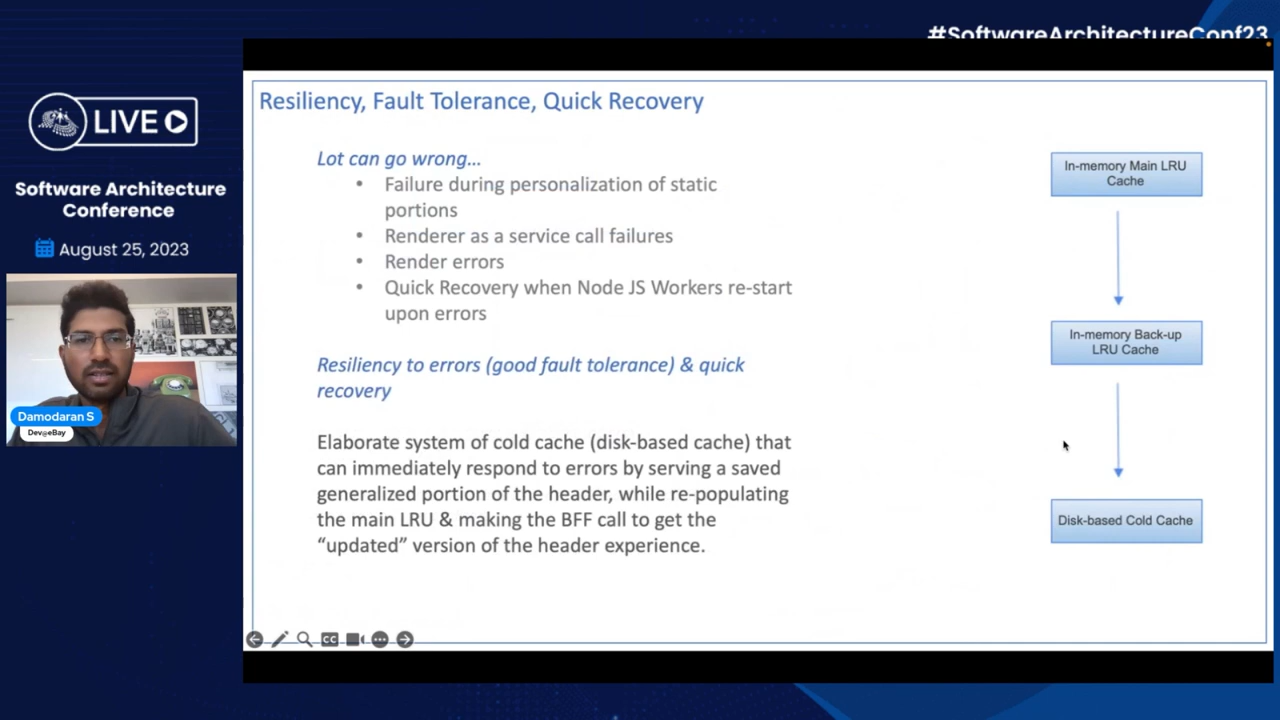 #SoftwareArchitectureConf23
LIVE
Software Architecture
Conference
August 25, 2023
Damodaran S
Dev@eBay
Resiliency, Fault Tolerance, Quick Recovery
Lot can go wrong...
• Failure during personalization of static
portions
• Renderer as a service call failures
• Render errors
• Quick Recovery when Node JS Workers re-start
upon errors
Resiliency to errors (good fault tolerance) & quick
recovery
Elaborate system of cold cache (disk-based cache) that
can immediately respond to errors by serving a saved
generalized portion of the header, while re-populating
the main LRU & making the BFF call to get the
“updated” version of the header experience.
In-memory Main LRU
Cache
In-memory Back-up
LRU Cache
Disk-based Cold Cache
CC